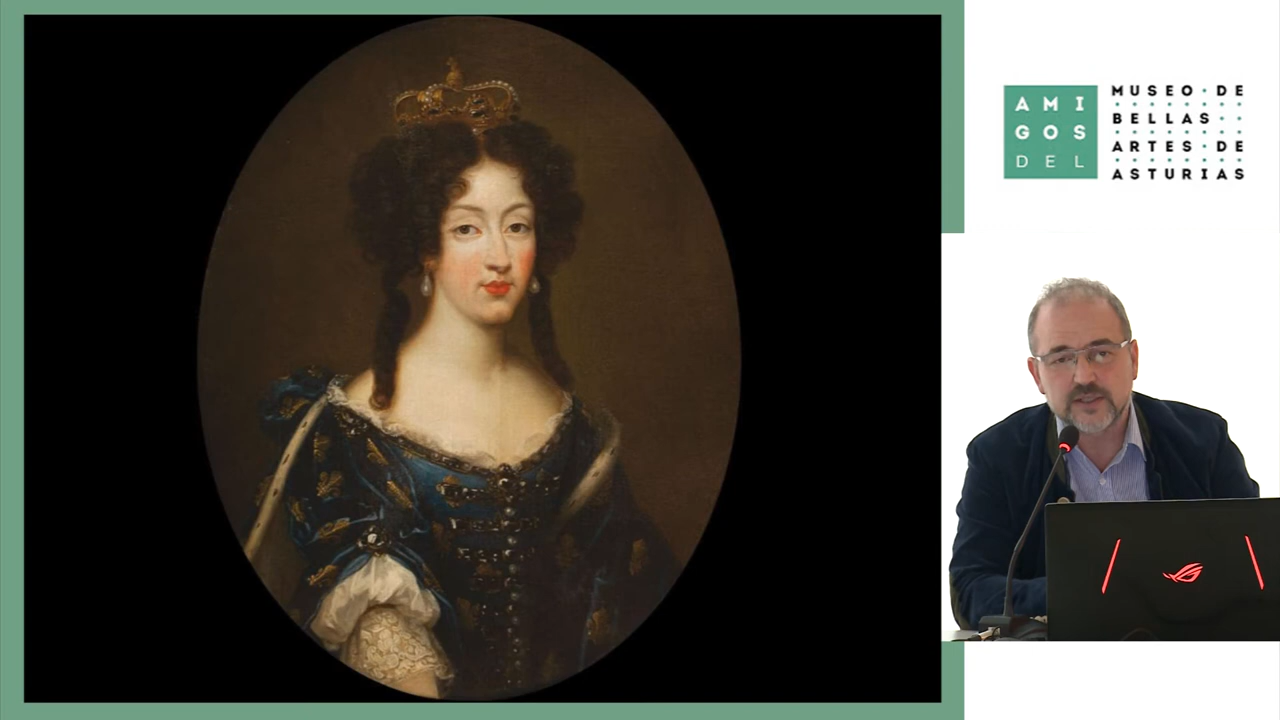 AMI
GOS
DEL
MUSEO·DE
BELLAS
ARTES·DE
ASTURIAS